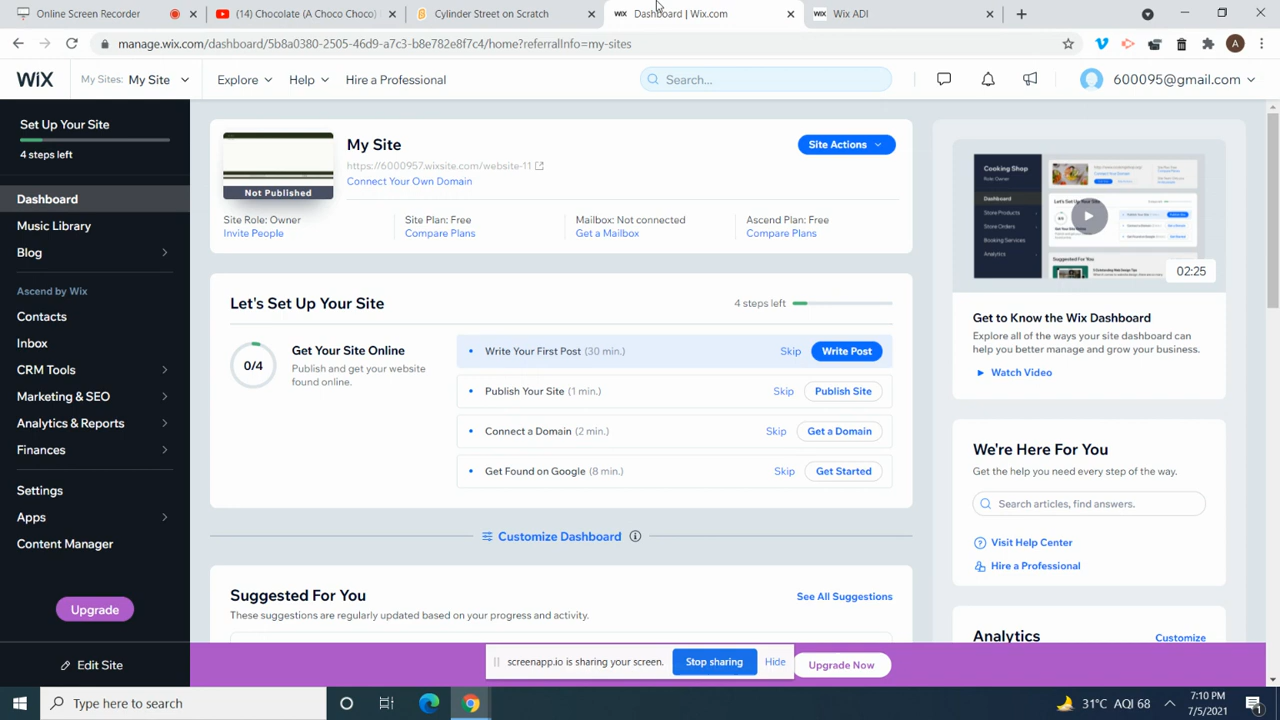 Online Screen Recorder
(14) Chocolate (A Choco Choco)
Cylinder Street on Scratch
WiX Dashboard | Wix.com
WiX Wix ADI
manage.wix.com/dashboard/5b8a0380-2505-46d9-a7c3-b8e782e8f7c4/home?referralInfo=my-sites
A
WiX
My Sites: My Site
Explore
Help
Hire a Professional
Search...
600095@gmail.com
Set Up Your Site
4 steps left
Dashboard
Music Library
Blog
Ascend by Wix
Contacts
Inbox
CRM Tools
Marketing & SEO
Analytics & Reports
Finances
Settings
Apps
Content Manager
Upgrade
Edit Site
Not Published
My Site
https://6000957.wixsite.com/website-11
Connect Your Own Domain
Site Actions
Site Role: Owner
Invite People
Site Plan: Free
Compare Plans
Mailbox: Not connected
Get a Mailbox
Ascend Plan: Free
Compare Plans
Let's Set Up Your Site
4 steps left
0/4
Get Your Site Online
Publish and get your website
found online.
Write Your First Post (30 min.) Skip Write Post
Publish Your Site (1 min.) Skip Publish Site
Connect a Domain (2 min.) Skip Get a Domain
Get Found on Google (8 min.) Skip Get Started
Customize Dashboard
Suggested For You
See All Suggestions
These suggestions are regularly updated based on your progress and activity.
Cooking Shop
Dashboard
Store Products
Store Orders
Booking Services
Analytics
02:25
Get to Know the Wix Dashboard
Explore all of the ways your site dashboard can
help you better manage and grow your business.
Watch Video
We're Here For You
Get the help you need every step of the way.
Search articles, find answers.
Visit Help Center
Hire a Professional
Analytics
Customize
screenapp.io is sharing your screen.
Stop sharing
Hide
Upgrade Now
Type here to search
31°C AQI 68
7:10 PM
7/5/2021
1